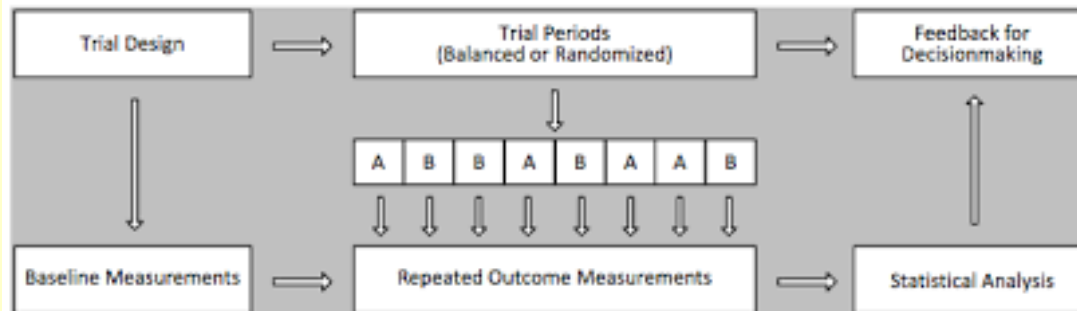 Trial Design
Trial Periods
(Balanced or Randomized)
Feedback for
Decisionmaking
A B B A B A A B
Baseline Measurements
Repeated Outcome Measurements
Statistical Analysis